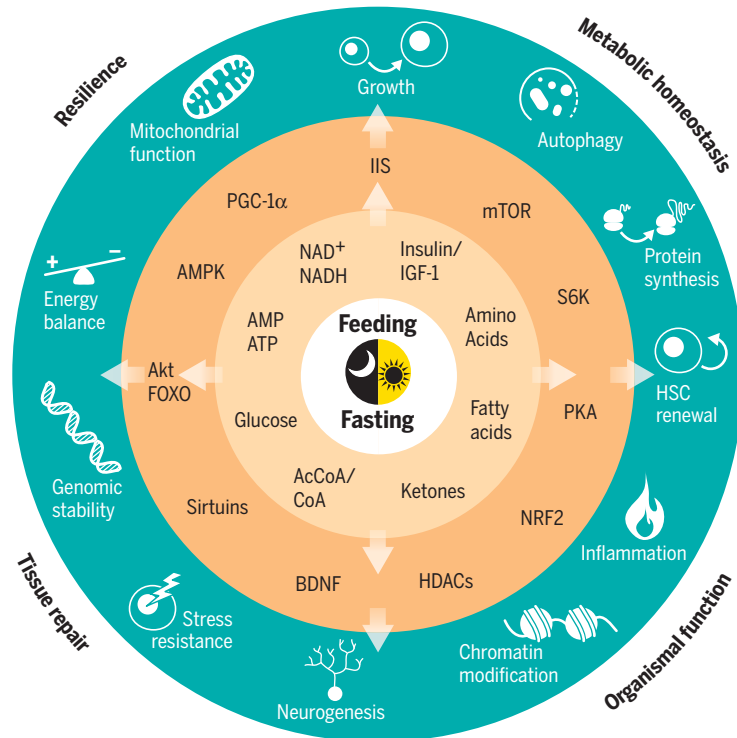 Resilience
Metabolic homeostasis
Growth
Mitochondrial
function
Autophagy
IIS
PGC-1α
mTOR
Protein
synthesis
NAD+
NADH
Insulin/
IGF-1
AMPK
+
−
Energy
balance
S6K
AMP
ATP
Amino
Acids
Feeding
Fasting
Akt
FOXO
HSC
renewal
Glucose
Fatty
acids
PKA
AcCoA/
CoA
Ketones
Genomic
stability
Sirtuins
NRF2
Inflammation
BDNF
HDACs
Stress
resistance
Chromatin
modification
Neurogenesis
Tissue repair
Organismal function